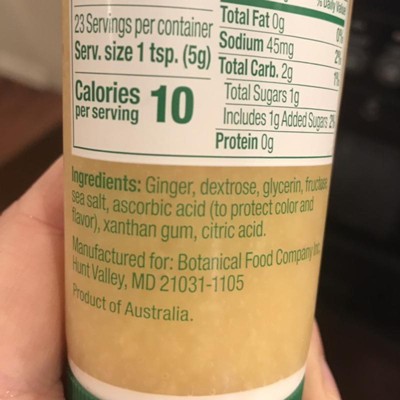 % Daily Value
23 Servings per container
Serv. size 1 tsp. (5g)
Calories 10
per serving
Total Fat 0g 0%
Sodium 45mg 2%
Total Carb. 2g 1%
Total Sugars 1g
Includes 1g Added Sugars 2%
Protein 0g
Ingredients: Ginger, dextrose, glycerin, fructose,
sea salt, ascorbic acid (to protect color and
flavor), xanthan gum, citric acid.
Manufactured for: Botanical Food Company Inc.
Hunt Valley, MD 21031-1105
Product of Australia.